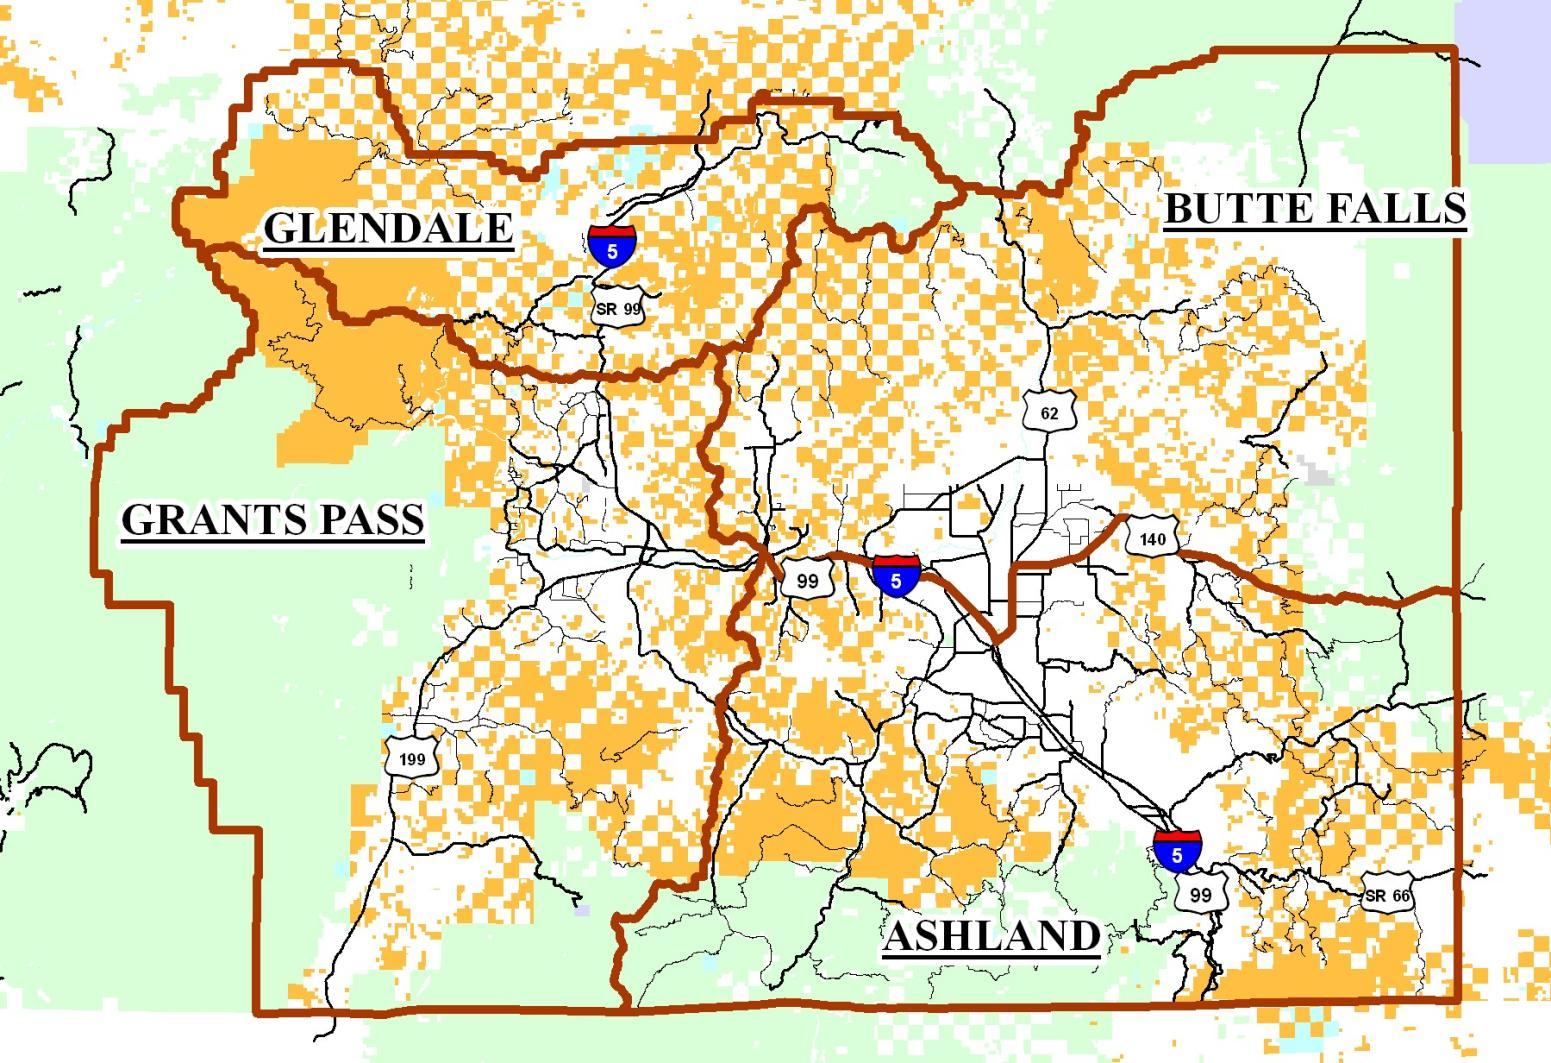 BUTTE FALLS
GLENDALE
5
SR 99
62
GRANTS PASS
140
99
5
199
5
99
SR 66
ASHLAND